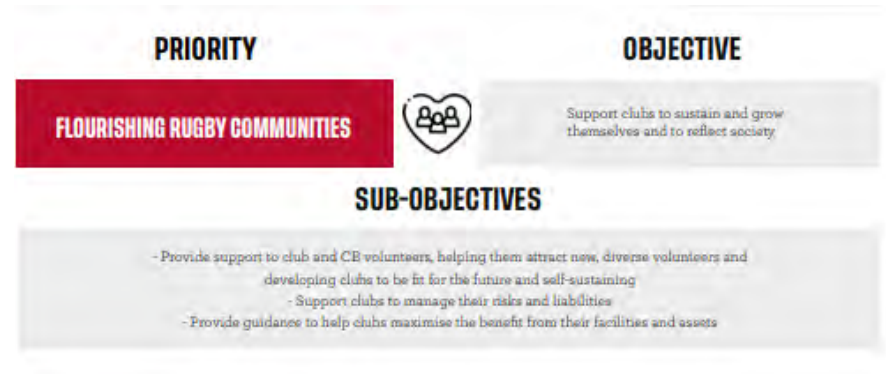 PRIORITY
OBJECTIVE
FLOURISHING RUGBY COMMUNITIES
Support clubs to sustain and grow
themselves and to reflect society
SUB-OBJECTIVES
- Provide support to club and CB volunteers, helping them attract new, diverse volunteers and
developing clubs to be fit for the future and self-sustaining
- Support clubs to manage their risks and liabilities
- Provide guidance to help clubs maximise the benefit from their facilities and assets